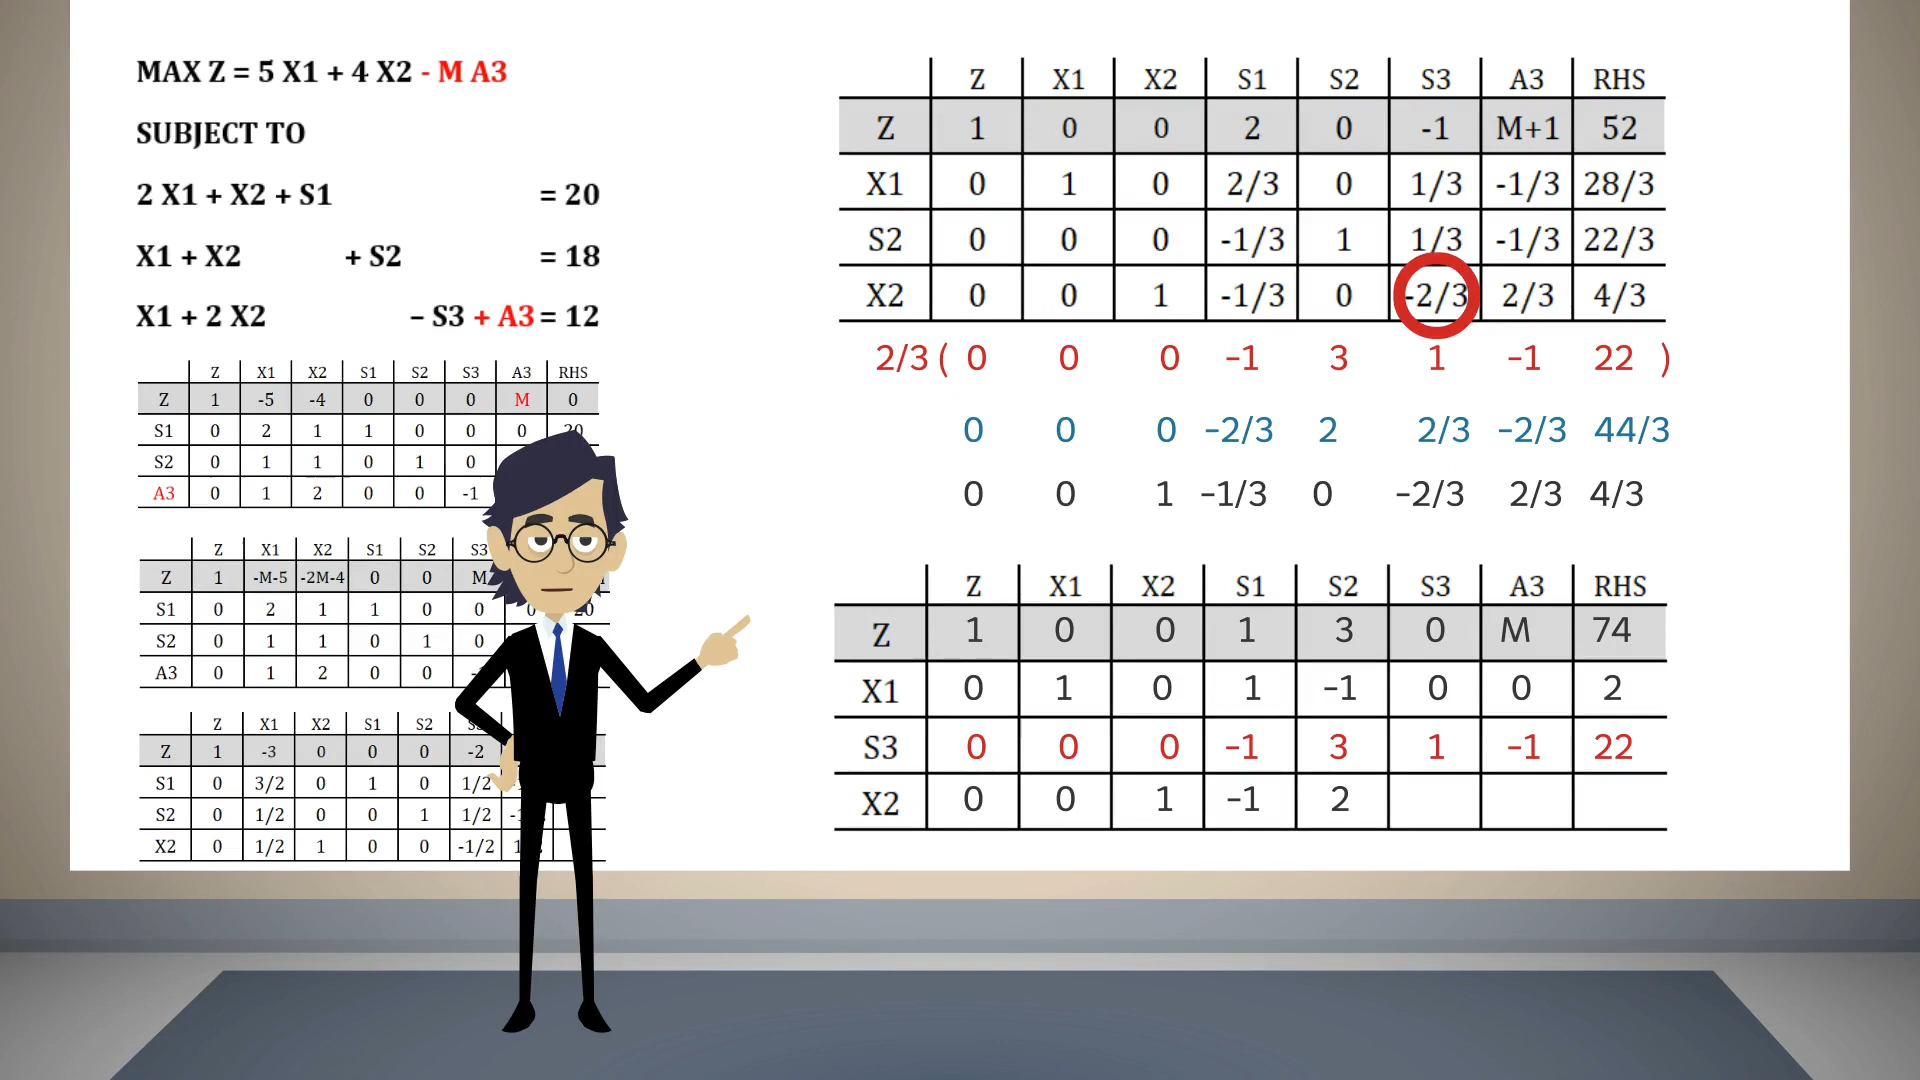 MAX Z = 5 X1 + 4 X2 - M A3
SUBJECT TO
2 X1 + X2 + S1 = 20
X1 + X2 + S2 = 18
X1 + 2 X2 – S3 + A3 = 12
Z X1 X2 S1 S2 S3 A3 RHS
Z 1 -5 -4 0 0 0 M 0
S1 0 2 1 1 0 0 0 20
S2 0 1 1 0 1 0
A3 0 1 2 0 0 -1
Z X1 X2 S1 S2 S3
Z 1 -M-5 -2M-4 0 0 M
S1 0 2 1 1 0 0 0 20
S2 0 1 1 0 1 0
A3 0 1 2 0 0
Z X1 X2 S1 S2
Z 1 -3 0 0 0 -2
S1 0 3/2 0 1 0 1/2
S2 0 1/2 0 0 1 1/2
X2 0 1/2 1 0 0 -1/2
Z X1 X2 S1 S2 S3 A3 RHS
Z 1 0 0 2 0 -1 M+1 52
X1 0 1 0 2/3 0 1/3 -1/3 28/3
S2 0 0 0 -1/3 1 1/3 -1/3 22/3
X2 0 0 1 -1/3 0 -2/3 2/3 4/3
2/3 ( 0 0 0 -1 3 1 -1 22 )
0 0 0 -2/3 2 2/3 -2/3 44/3
0 0 1 -1/3 0 -2/3 2/3 4/3
Z X1 X2 S1 S2 S3 A3 RHS
Z 1 0 0 1 3 0 M 74
X1 0 1 0 1 -1 0 0 2
S3 0 0 0 -1 3 1 -1 22
X2 0 0 1 -1 2